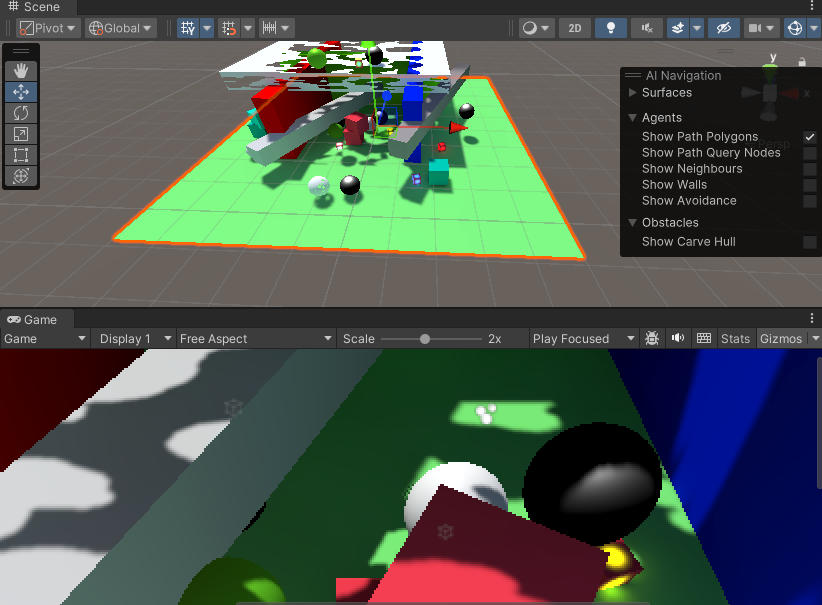 Scene
Pivot Global 2D
y
x
Persp
AI Navigation
Surfaces
Agents
Show Path Polygons
Show Path Query Nodes
Show Neighbours
Show Walls
Show Avoidance
Obstacles
Show Carve Hull
Game
Game Display 1 Free Aspect Scale 2x Play Focused Stats Gizmos